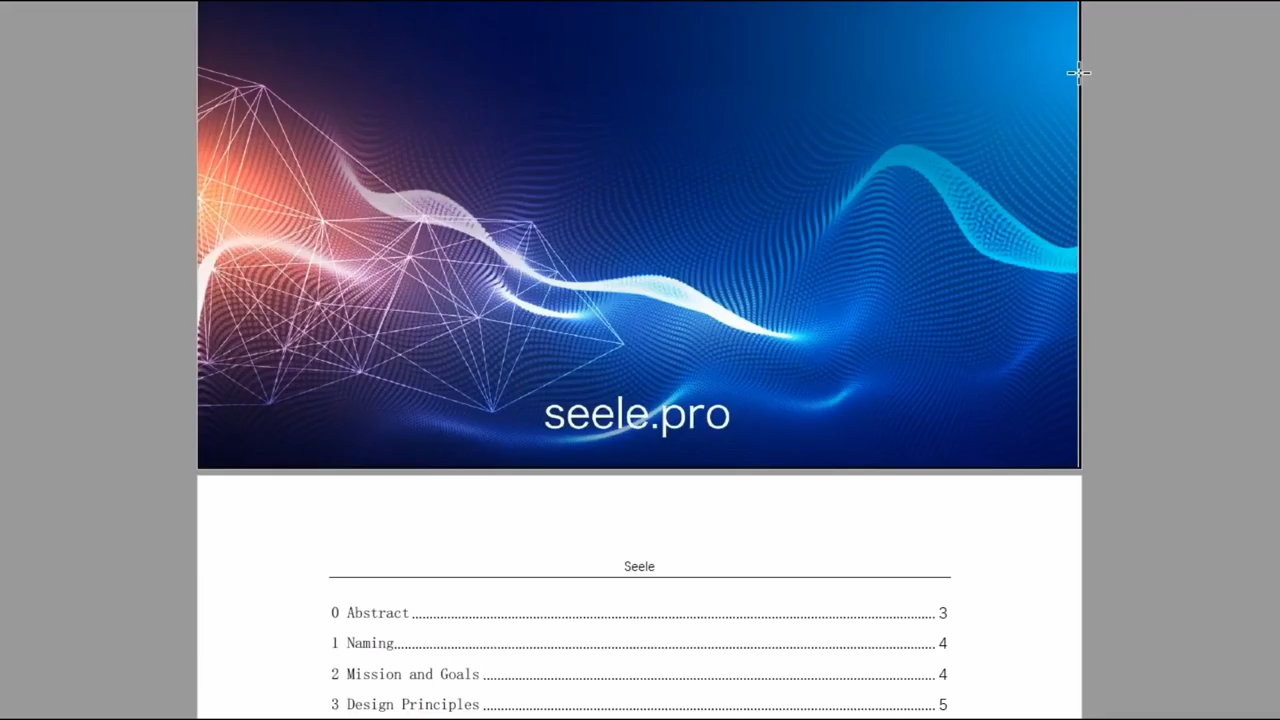 seele.pro
Seele
0 Abstract 3
1 Naming 4
2 Mission and Goals 4
3 Design Principles 5